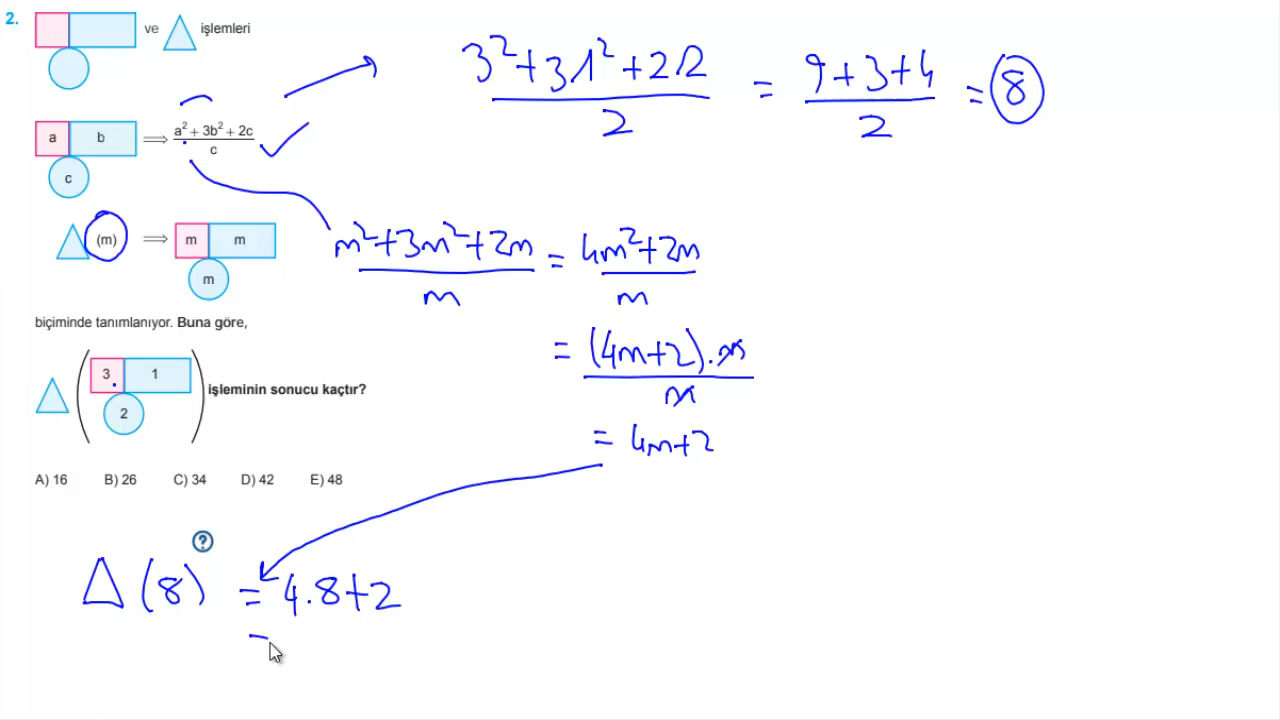 2.
ve işlemleri
a b ⟹ a² + 3b² + 2c / c
c
(m) ⟹ m m
m
biçiminde tanımlanıyor. Buna göre,
3 1
2
işleminin sonucu kaçtır?
A) 16 B) 26 C) 34 D) 42 E) 48
3² + 3.1² + 2.2 / 2 = 9 + 3 + 4 / 2 = 8
m² + 3m² + 2m / m = 4m² + 2m / m
= (4m + 2) . m / m
= 4m + 2
?
Δ (8) = 4.8 + 2